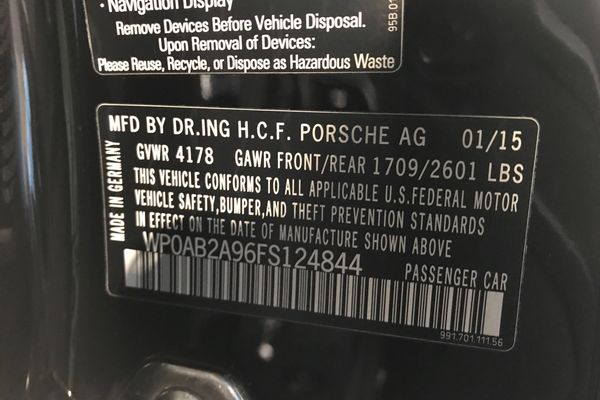 • Navigation Display
Remove Devices Before Vehicle Disposal.
Upon Removal of Devices:
Please Reuse, Recycle, or Dispose as Hazardous Waste
95B.01
MFD BY DR.ING H.C.F. PORSCHE AG 01/15
GVWR 4178 GAWR FRONT/REAR 1709/2601 LBS
THIS VEHICLE CONFORMS TO ALL APPLICABLE U.S.FEDERAL MOTOR
VEHICLE SAFETY,BUMPER,AND THEFT PREVENTION STANDARDS
IN EFFECT ON THE DATE OF MANUFACTURE SHOWN ABOVE
WP0AB2A96FS124844 PASSENGER CAR
MADE IN GERMANY
991.701.111.56